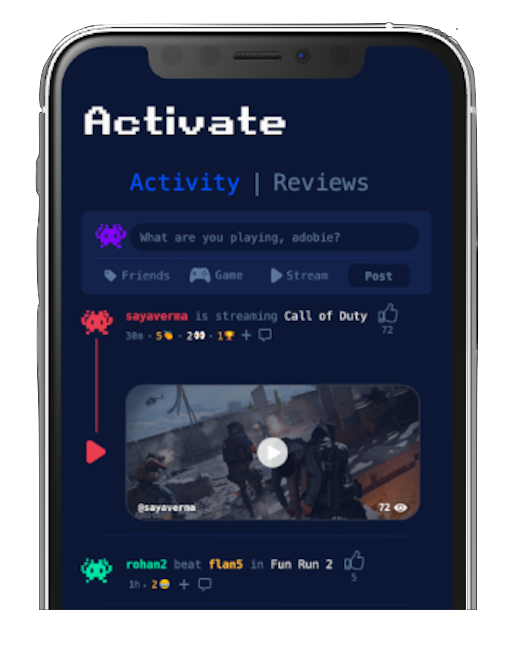 Activate
Activity | Reviews
What are you playing, adobie?
Friends Game Stream Post
sayaverma is streaming Call of Duty
72
30m · 5 · 2 · 1 +
@sayaverma 72
rohan2 beat flan5 in Fun Run 2
5
1h · 2 +